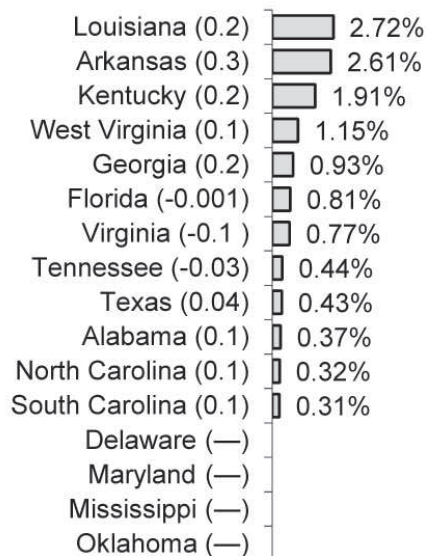 Louisiana (0.2) 2.72%
Arkansas (0.3) 2.61%
Kentucky (0.2) 1.91%
West Virginia (0.1) 1.15%
Georgia (0.2) 0.93%
Florida (-0.001) 0.81%
Virginia (-0.1 ) 0.77%
Tennessee (-0.03) 0.44%
Texas (0.04) 0.43%
Alabama (0.1) 0.37%
North Carolina (0.1) 0.32%
South Carolina (0.1) 0.31%
Delaware (—)
Maryland (—)
Mississippi (—)
Oklahoma (—)